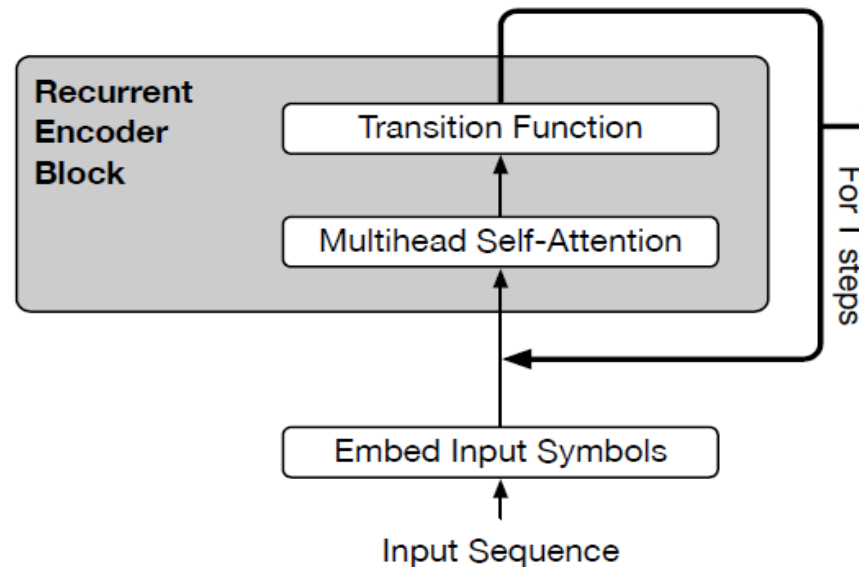 Recurrent
Encoder
Block
Transition Function
Multihead Self-Attention
For T steps
Embed Input Symbols
Input Sequence